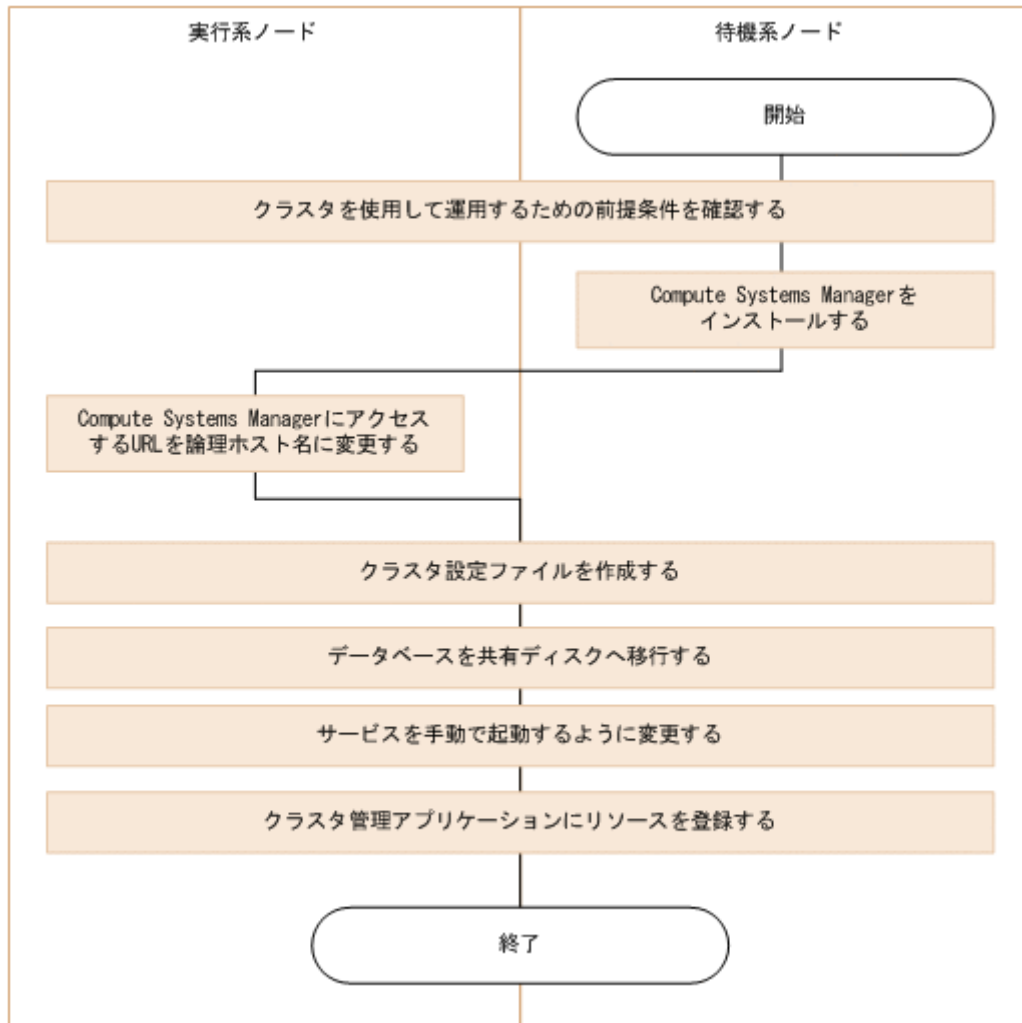 実行系ノード
待機系ノード
開始
クラスタを使用して運用するための前提条件を確認する
Compute Systems Managerを
インストールする
Compute Systems Managerにアクセス
するURLを論理ホスト名に変更する
クラスタ設定ファイルを作成する
データベースを共有ディスクへ移行する
サービスを手動で起動するように変更する
クラスタ管理アプリケーションにリソースを登録する
終了